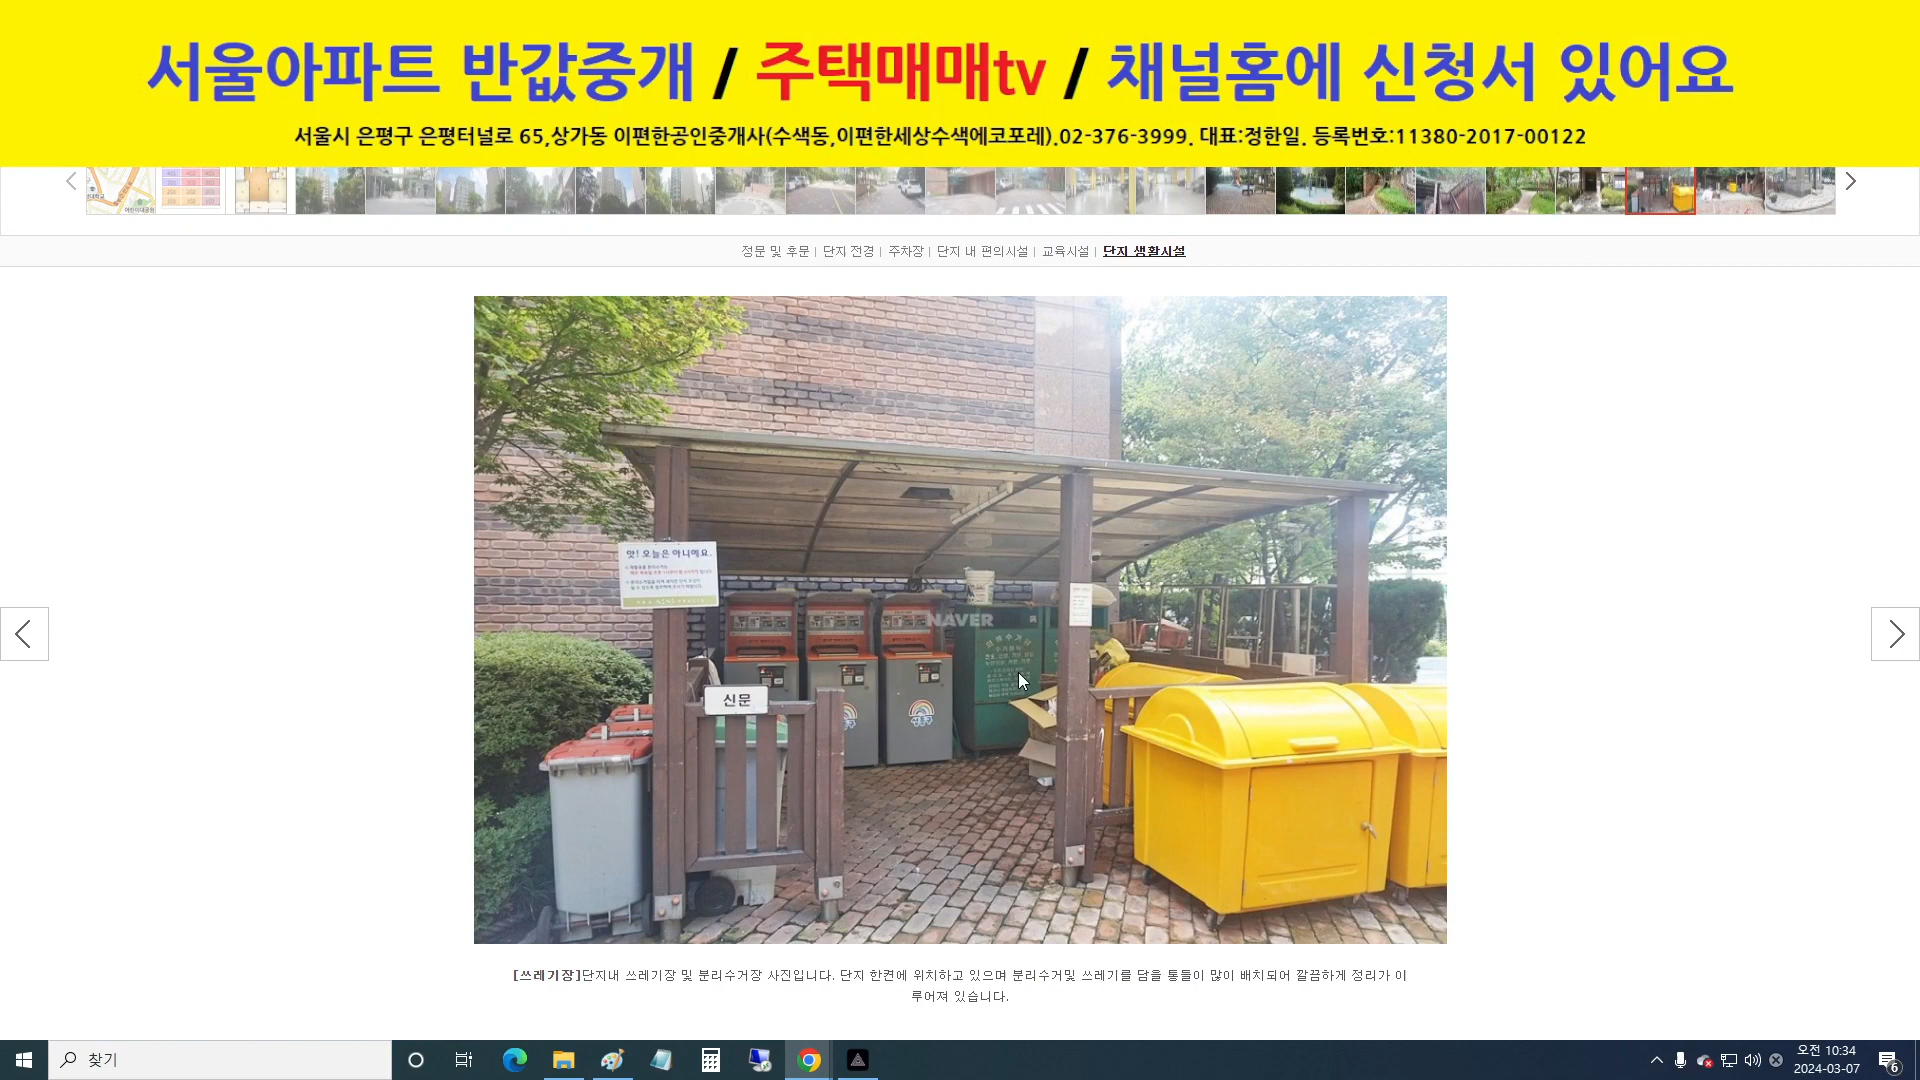 서울아파트 반값중개 / 주택매매tv / 채널홈에 신청서 있어요
서울시 은평구 은평터널로 65,상가동 이편한공인중개사(수색동,이편한세상수색에코포레).02-376-3999. 대표:정한일. 등록번호:11380-2017-00122
정문 및 후문 | 단지 전경 | 주차장 | 단지 내 편의시설 | 교육시설 | 단지 생활시설
앗! 오늘은 아니예요.
NAVER
신문
[쓰레기장]단지내 쓰레기장 및 분리수거장 사진입니다. 단지 한켠에 위치하고 있으며 분리수거및 쓰레기를 담을 통들이 많이 배치되어 깔끔하게 정리가 이
루어져 있습니다.
찾기
오전 10:34
2024-03-07
6